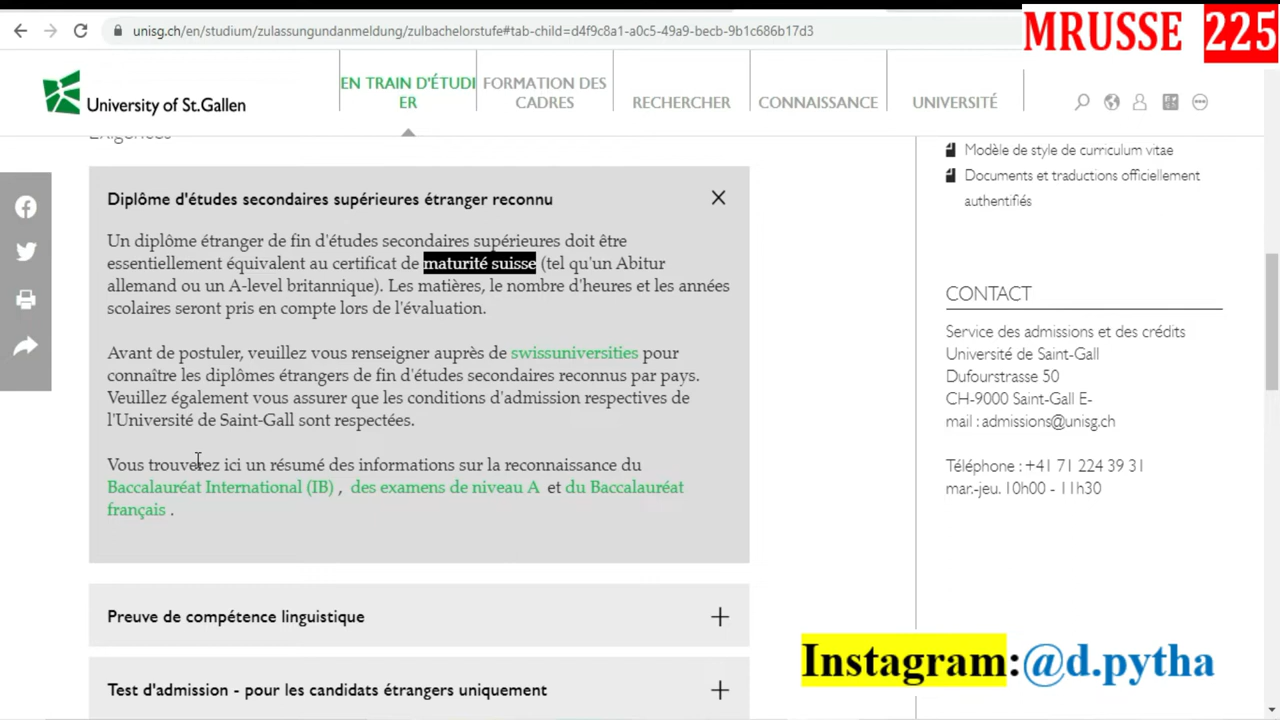 unisg.ch/en/studium/zulassungundanmeldung/zulbachelorstufe#tab-child=d4f9c8a1-a0c5-49a9-becb-9b1c686b17d3
MRUSSE 225
University of St.Gallen
EN TRAIN D'ÉTUDI
ER
FORMATION DES
CADRES
RECHERCHER
CONNAISSANCE
UNIVERSITÉ
Exigences
Diplôme d'études secondaires supérieures étranger reconnu
Un diplôme étranger de fin d'études secondaires supérieures doit être
essentiellement équivalent au certificat de maturité suisse (tel qu'un Abitur
allemand ou un A-level britannique). Les matières, le nombre d'heures et les années
scolaires seront pris en compte lors de l'évaluation.
Avant de postuler, veuillez vous renseigner auprès de swissuniversities pour
connaître les diplômes étrangers de fin d'études secondaires reconnus par pays.
Veuillez également vous assurer que les conditions d'admission respectives de
l'Université de Saint-Gall sont respectées.
Vous trouverez ici un résumé des informations sur la reconnaissance du
Baccalauréat International (IB) , des examens de niveau A et du Baccalauréat
français .
Preuve de compétence linguistique
Test d'admission - pour les candidats étrangers uniquement
Modèle de style de curriculum vitae
Documents et traductions officiellement
authentifiés
CONTACT
Service des admissions et des crédits
Université de Saint-Gall
Dufourstrasse 50
CH-9000 Saint-Gall E-
mail : admissions@unisg.ch
Téléphone : +41 71 224 39 31
mar.-jeu. 10h00 - 11h30
Instagram:@d.pytha